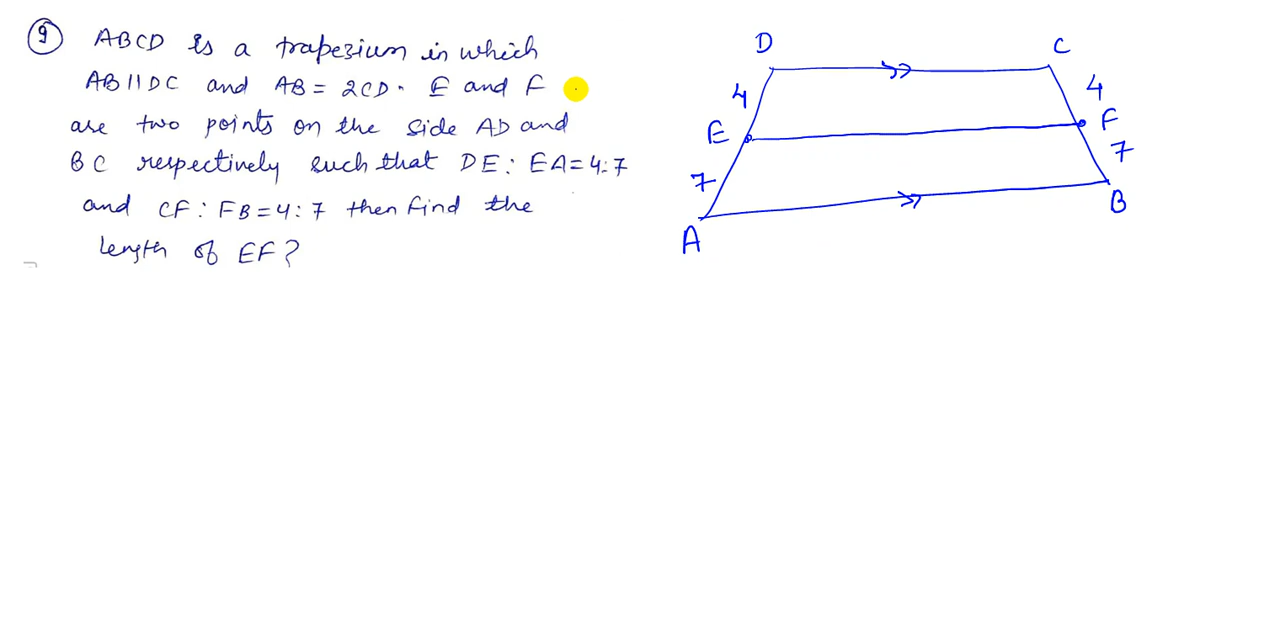 9 ABCD is a trapezium in which
AB||DC and AB = 2CD. E and F
are two points on the side AD and
BC respectively such that DE : EA = 4:7
and CF : FB = 4:7 then find the
length of EF?
D
C
4
4
E
F
7
7
A
B